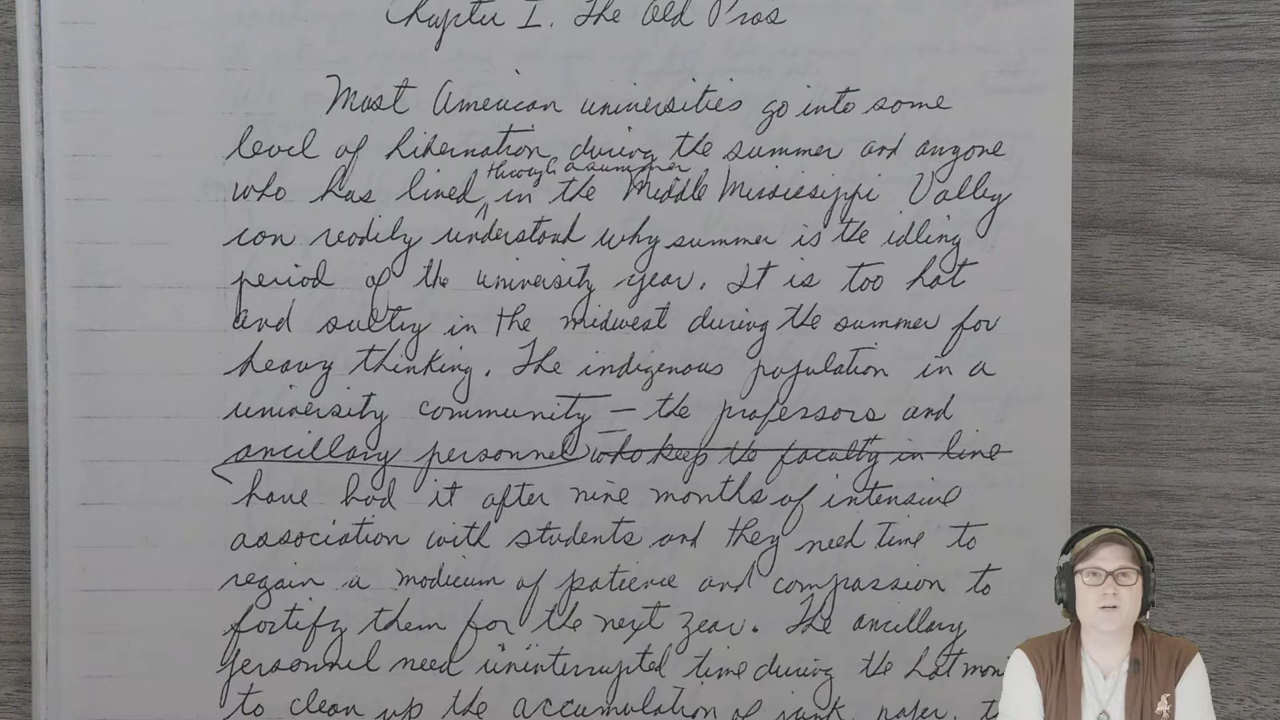 Chapter I. The Old Pros
Most American universities go into some
level of hibernation during the summer and anyone
through a summer
who has lived in the Middle Mississippi Valley
can readily understand why summer is the idling
period of the university year. It is too hot
and sultry in the midwest during the summer for
heavy thinking. The indigenous population in a
university community — the professors and
ancillary personnel who keep the faculty in line
have had it after nine months of intensive
association with students and they need time to
regain a modicum of patience and compassion to
fortify them for the next year. The ancillary
personnel need uninterrupted time during the hot
to clean up the accumulation of junk, paper,